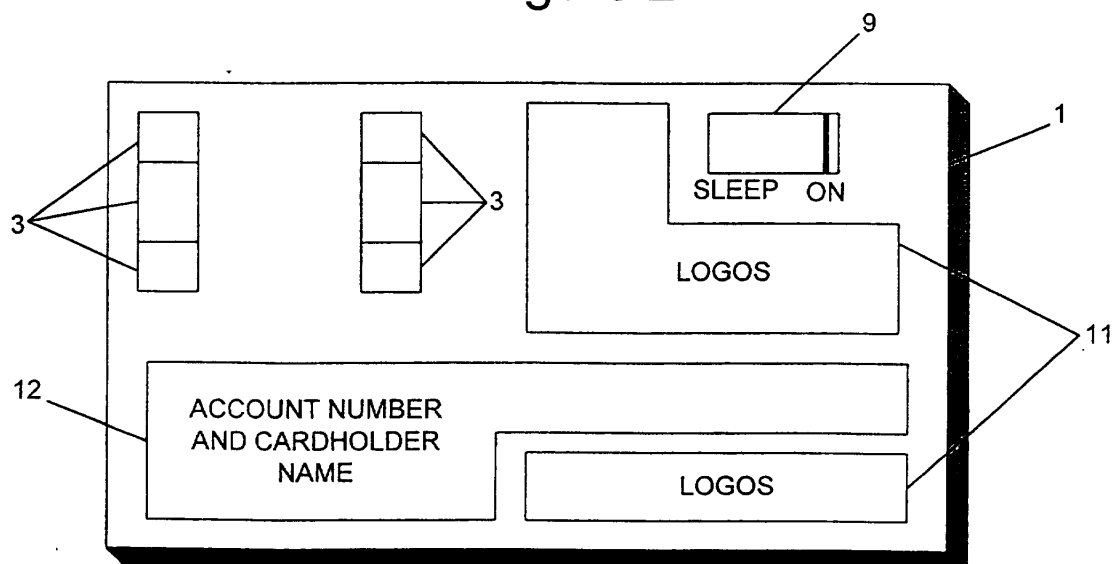 9
1
SLEEP ON
3
3
LOGOS
11
12
ACCOUNT NUMBER
AND CARDHOLDER
NAME
LOGOS